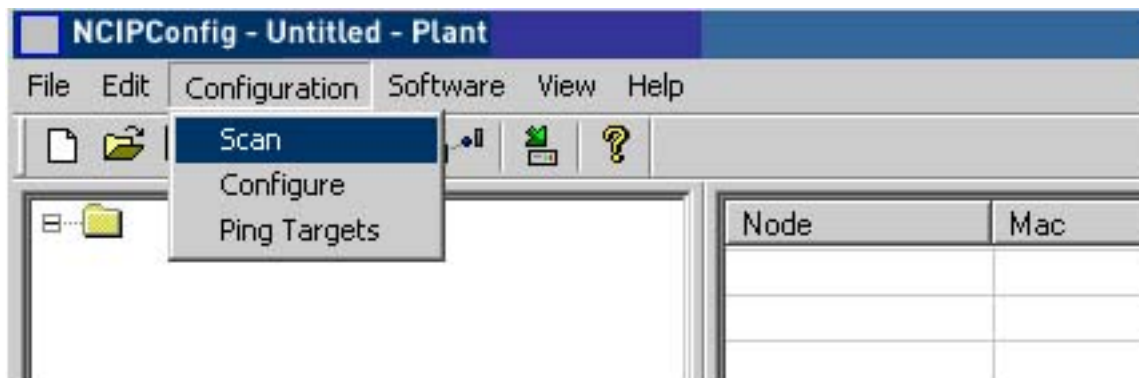 NCIPConfig - Untitled - Plant
File Edit Configuration Software View Help
Scan
Configure
Ping Targets
Node Mac